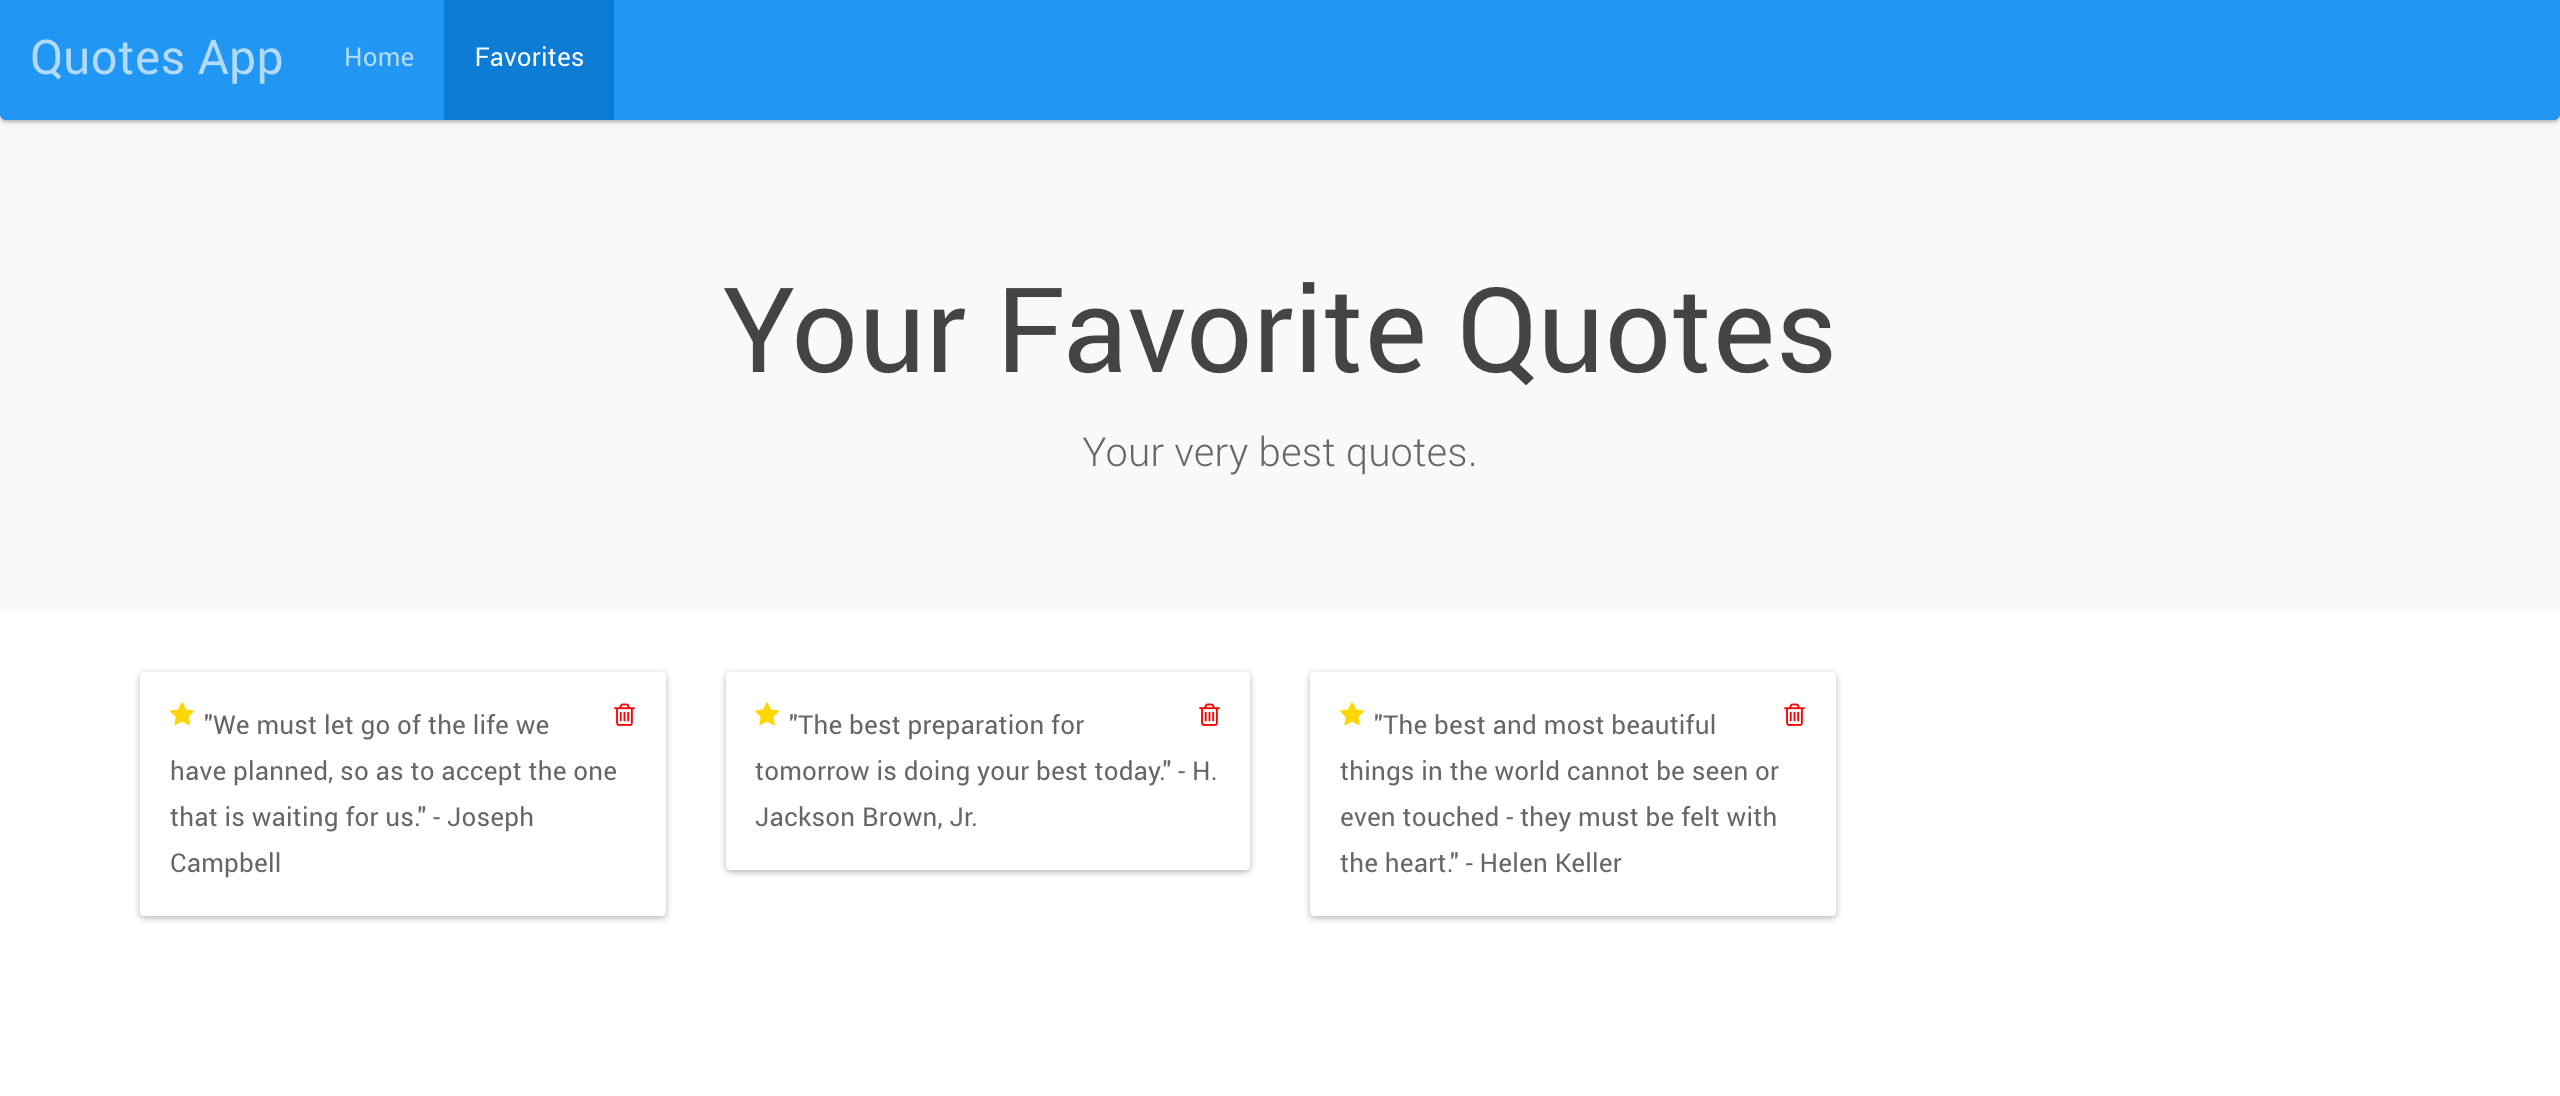 Quotes App
Home
Favorites
Your Favorite Quotes
Your very best quotes.
"We must let go of the life we
have planned, so as to accept the one
that is waiting for us." - Joseph
Campbell
"The best preparation for
tomorrow is doing your best today." - H.
Jackson Brown, Jr.
"The best and most beautiful
things in the world cannot be seen or
even touched - they must be felt with
the heart." - Helen Keller